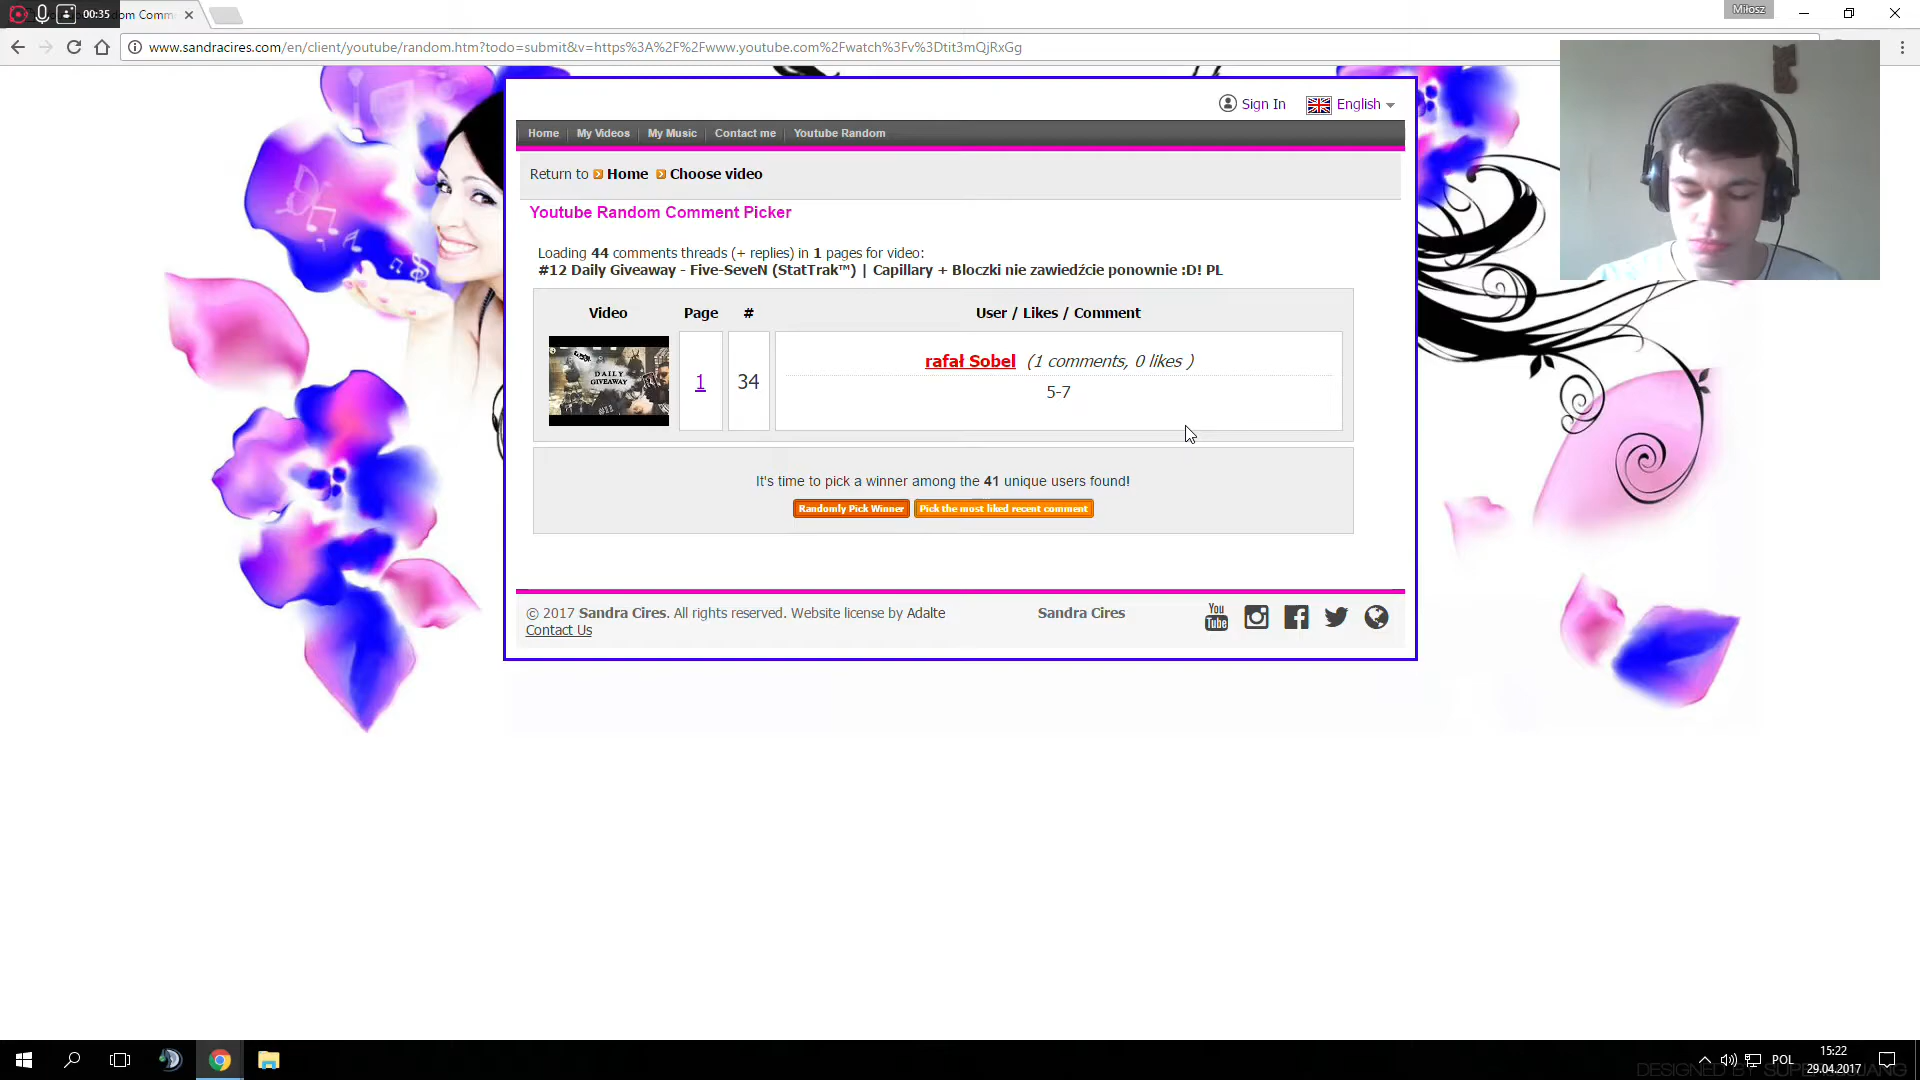 00:35
dom Comm
Miłosz
www.sandracires.com/en/client/youtube/random.htm?todo=submit&v=https%3A%2F%2Fwww.youtube.com%2Fwatch%3Fv%3Dtit3mQjRxGg
Sign In English
Home My Videos My Music Contact me Youtube Random
Return to Home Choose video
Youtube Random Comment Picker
Loading 44 comments threads (+ replies) in 1 pages for video:
#12 Daily Giveaway - Five-SeveN (StatTrak™) | Capillary + Bloczki nie zawiedźcie ponownie :D! PL
Video Page # User / Likes / Comment
DAILY
GIVEAWAY
1 34
rafał Sobel (1 comments, 0 likes )
5-7
It's time to pick a winner among the 41 unique users found!
Randomly Pick Winner Pick the most liked recent comment
© 2017 Sandra Cires. All rights reserved. Website license by Adalte
Contact Us
Sandra Cires
You
Tube
POL
15:22
29.04.2017
DESIGNED BY